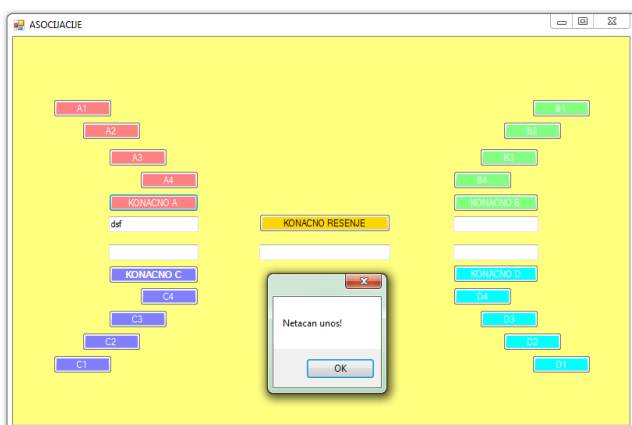 ASOCIJACIJE
A1 B1
A2 B2
A3 B3
A4 B4
KONACNO A KONACNO B
dsf KONACNO RESENJE
KONACNO C KONACNO D
Netacan unos!
C4 D4
C3 D3
C2 D2
C1 D1
OK